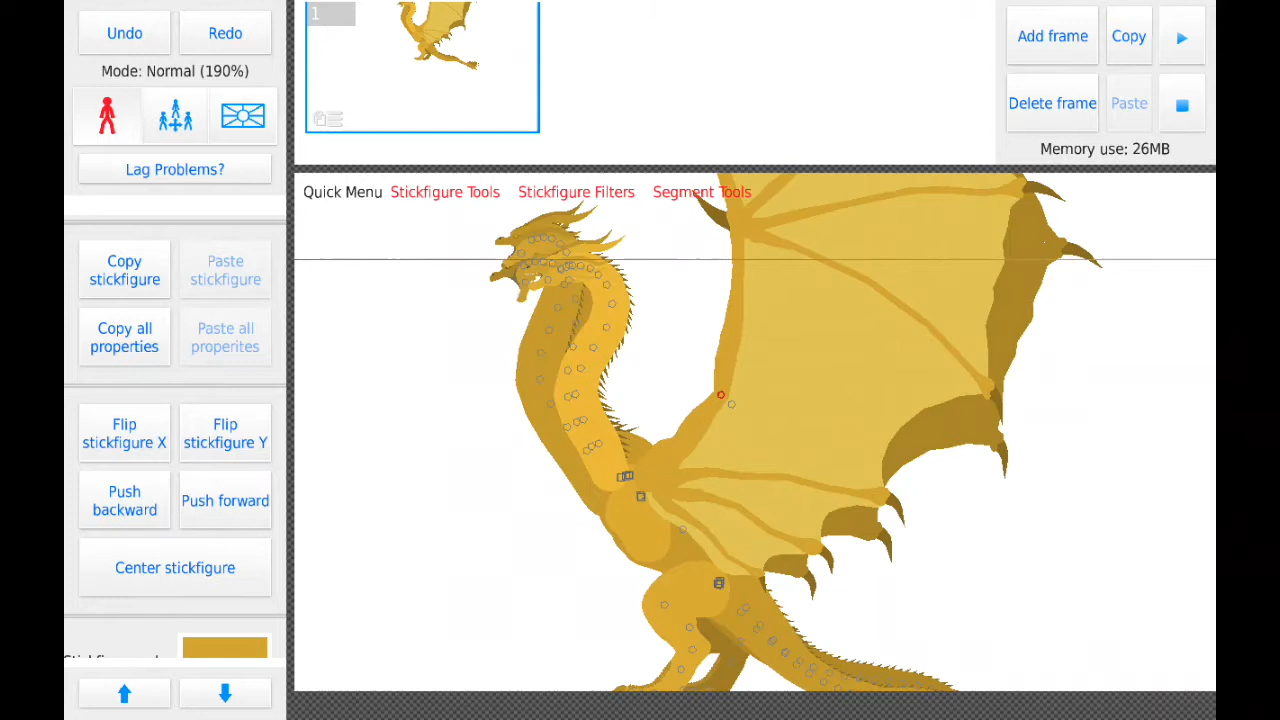 Undo
Redo
Mode: Normal (190%)
Lag Problems?
Copy stickfigure
Paste stickfigure
Copy all properties
Paste all properites
Flip stickfigure X
Flip stickfigure Y
Push backward
Push forward
Center stickfigure
1
Add frame
Copy
Delete frame
Paste
Memory use: 26MB
Quick Menu
Stickfigure Tools
Stickfigure Filters
Segment Tools